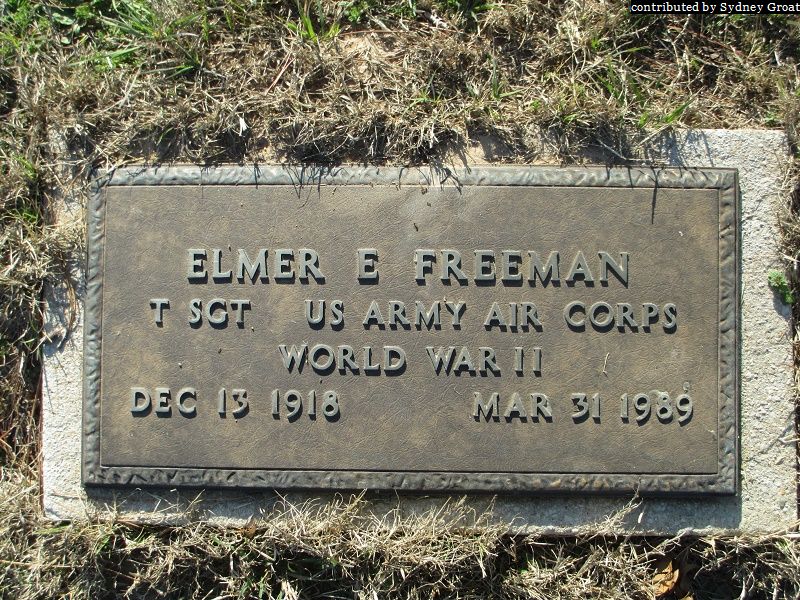 contributed by Sydney Groat
ELMER E FREEMAN
T SGT US ARMY AIR CORPS
WORLD WAR II
DEC 13 1918 MAR 31 1989